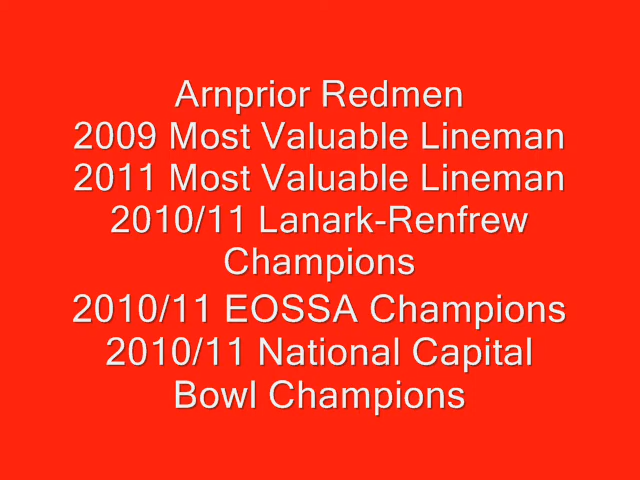 Arnprior Redmen
2009 Most Valuable Lineman
2011 Most Valuable Lineman
2010/11 Lanark-Renfrew
Champions
2010/11 EOSSA Champions
2010/11 National Capital
Bowl Champions